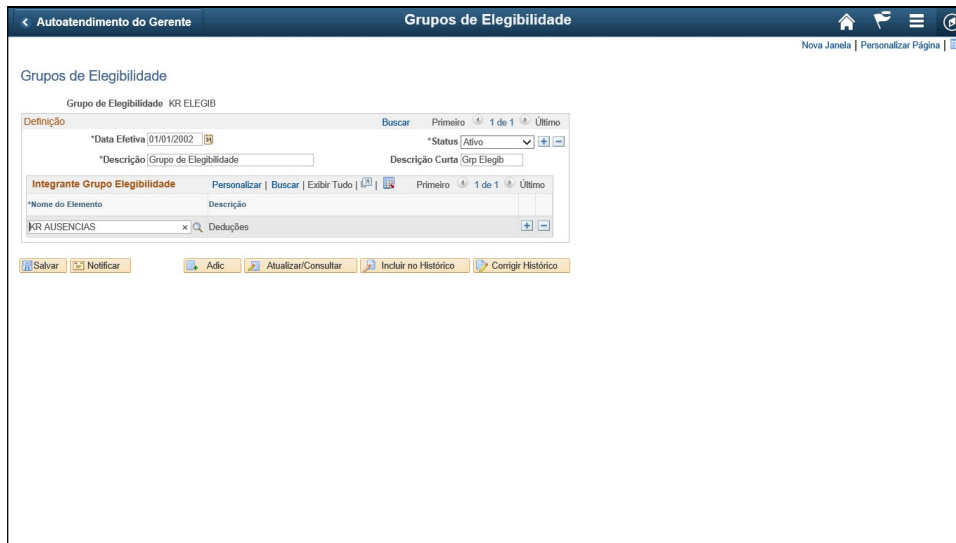 Autoatendimento do Gerente Grupos de Elegibilidade
Nova Janela | Personalizar Página |
Grupos de Elegibilidade
Grupo de Elegibilidade KR ELEGIB
Definição Buscar Primeiro 1 de 1 Último
*Data Efetiva 01/01/2002 *Status Ativo
*Descrição Grupo de Elegibilidade Descrição Curta Grp Elegib
Integrante Grupo Elegibilidade Personalizar | Buscar | Exibir Tudo | | Primeiro 1 de 1 Último
*Nome do Elemento Descrição
KR AUSENCIAS Deduções
Salvar Notificar Adic Atualizar/Consultar Incluir no Histórico Corrigir Histórico